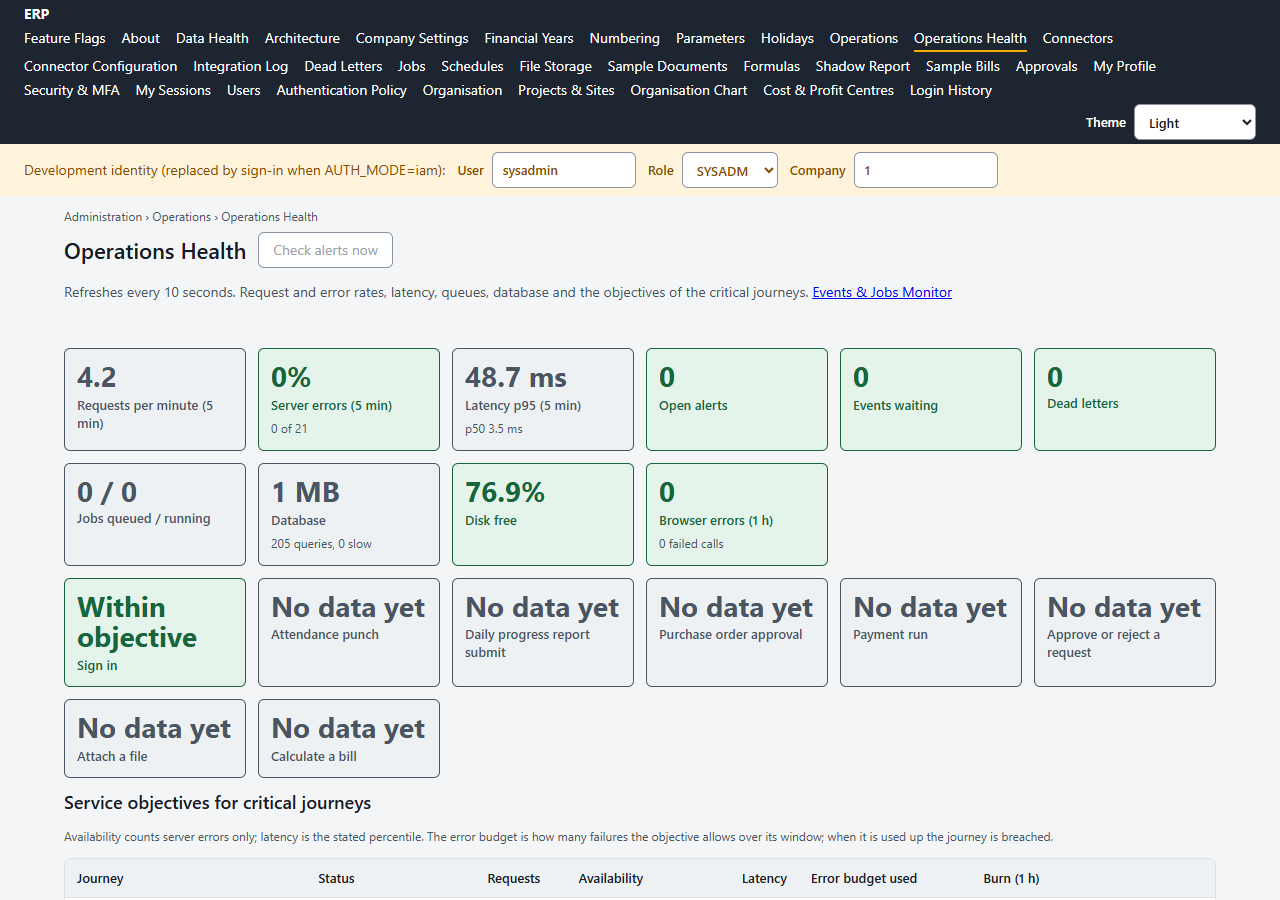 ERP
Feature Flags About Data Health Architecture Company Settings Financial Years Numbering Parameters Holidays Operations Operations Health Connectors
Connector Configuration Integration Log Dead Letters Jobs Schedules File Storage Sample Documents Formulas Shadow Report Sample Bills Approvals My Profile
Security & MFA My Sessions Users Authentication Policy Organisation Projects & Sites Organisation Chart Cost & Profit Centres Login History
Theme Light
Development identity (replaced by sign-in when AUTH_MODE=iam): User sysadmin Role SYSADM Company 1
Administration › Operations › Operations Health
Operations Health Check alerts now
Refreshes every 10 seconds. Request and error rates, latency, queues, database and the objectives of the critical journeys. Events & Jobs Monitor
4.2
Requests per minute (5
min)
0%
Server errors (5 min)
0 of 21
48.7 ms
Latency p95 (5 min)
p50 3.5 ms
0
Open alerts
0
Events waiting
0
Dead letters
0 / 0
Jobs queued / running
1 MB
Database
205 queries, 0 slow
76.9%
Disk free
0
Browser errors (1 h)
0 failed calls
Within
objective
Sign in
No data yet
Attendance punch
No data yet
Daily progress report
submit
No data yet
Purchase order approval
No data yet
Payment run
No data yet
Approve or reject a
request
No data yet
Attach a file
No data yet
Calculate a bill
Service objectives for critical journeys
Availability counts server errors only; latency is the stated percentile. The error budget is how many failures the objective allows over its window; when it is used up the journey is breached.
Journey Status Requests Availability Latency Error budget used Burn (1 h)